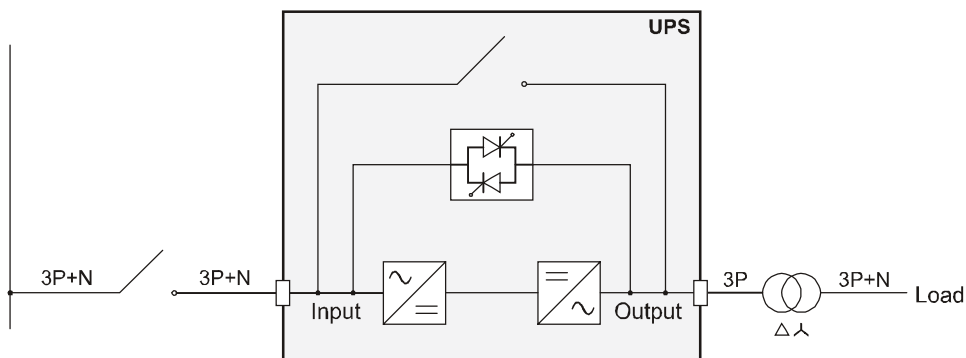 UPS
3P+N
3P+N
Input
Output
3P
3P+N
Load